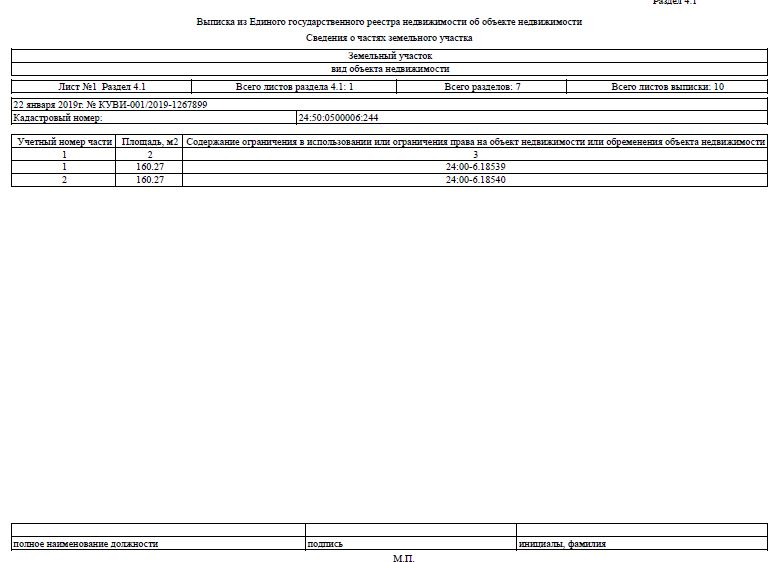 Раздел 4.1
Выписка из Единого государственного реестра недвижимости об объекте недвижимости
Сведения о частях земельного участка
Земельный участок
вид объекта недвижимости
Лист №1 Раздел 4.1 Всего листов раздела 4.1: 1 Всего разделов: 7 Всего листов выписки: 10
22 января 2019г. № КУВИ-001/2019-1267899
Кадастровый номер: 24:50:0500006:244
Учетный номер части Площадь, м2 Содержание ограничения в использовании или ограничения права на объект недвижимости или обременения объекта недвижимости
1 2 3
1 160.27 24:00-6.18539
2 160.27 24:00-6.18540
полное наименование должности подпись инициалы, фамилия
М.П.